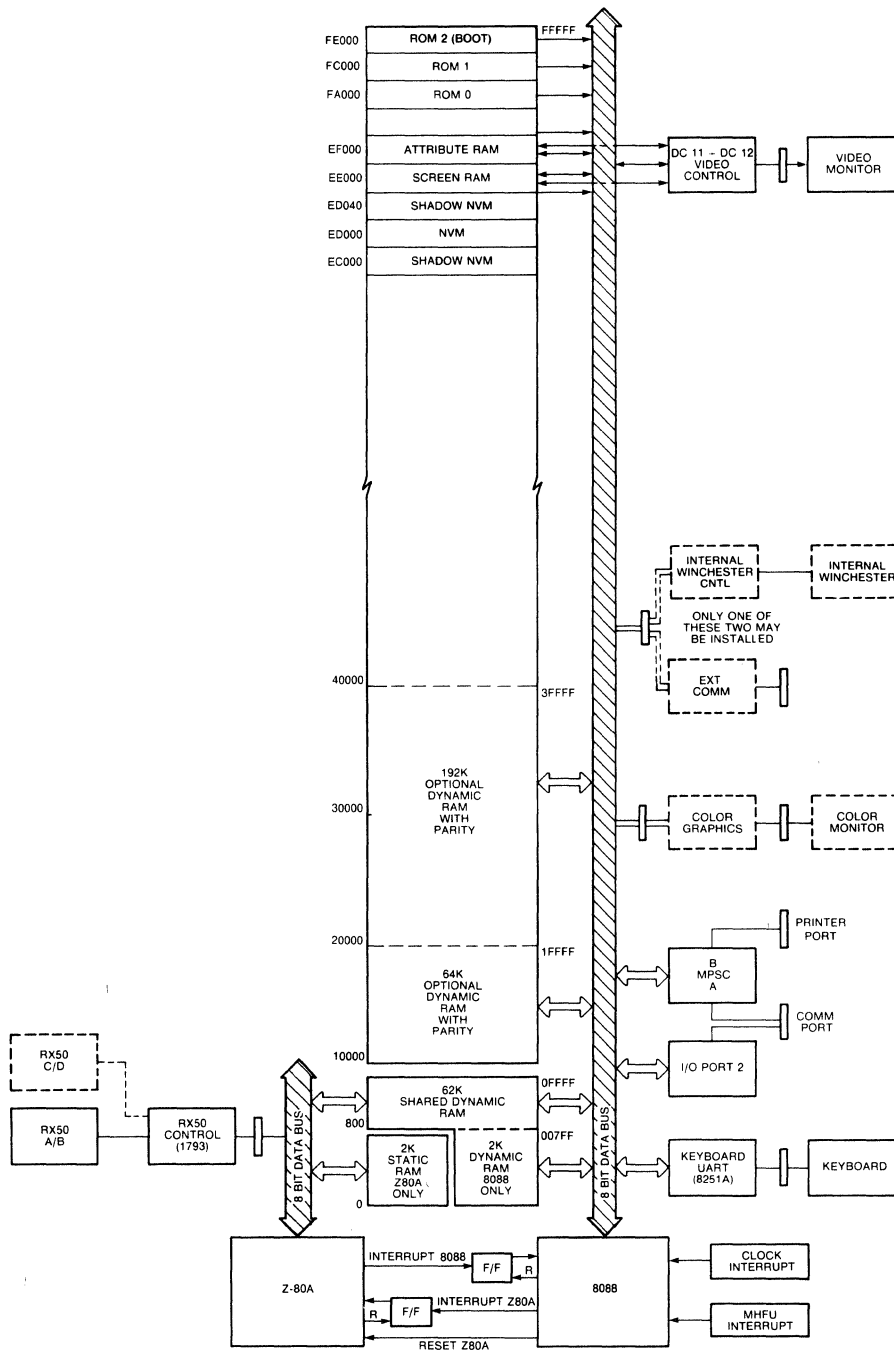 FFFFF
FE000
ROM 2 (BOOT)
FC000
ROM 1
FA000
ROM 0
EF000
ATTRIBUTE RAM
DC 11 – DC 12
VIDEO
CONTROL
VIDEO
MONITOR
EE000
SCREEN RAM
ED040
SHADOW NVM
ED000
NVM
EC000
SHADOW NVM
INTERNAL
WINCHESTER
CNTL
INTERNAL
WINCHESTER
ONLY ONE OF
THESE TWO MAY
BE INSTALLED
EXT
COMM
40000
3FFFF
192K
OPTIONAL
DYNAMIC
RAM
WITH
PARITY
30000
COLOR
GRAPHICS
COLOR
MONITOR
20000
1FFFF
PRINTER
PORT
B
MPSC
A
64K
OPTIONAL
DYNAMIC
RAM
WITH
PARITY
COMM
PORT
10000
I/O PORT 2
RX50
C/D
RX50
A/B
RX50
CONTROL
(1793)
8 BIT DATA BUS
62K
SHARED DYNAMIC
RAM
0FFFF
800
007FF
2K
STATIC
RAM
Z80A
ONLY
2K
DYNAMIC
RAM
8088
ONLY
0
8 BIT DATA BUS
KEYBOARD
UART
(8251A)
KEYBOARD
Z-80A
INTERRUPT 8088
F/F
R
8088
CLOCK
INTERRUPT
R
F/F
INTERRUPT Z80A
RESET Z80A
MHFU
INTERRUPT